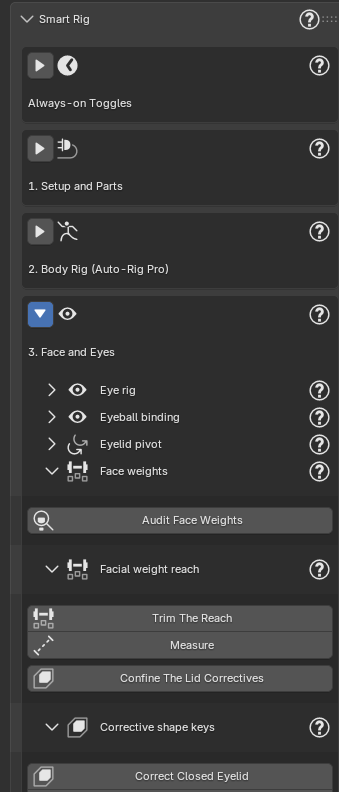 Smart Rig
Always-on Toggles
1. Setup and Parts
2. Body Rig (Auto-Rig Pro)
3. Face and Eyes
Eye rig
Eyeball binding
Eyelid pivot
Face weights
Audit Face Weights
Facial weight reach
Trim The Reach
Measure
Confine The Lid Correctives
Corrective shape keys
Correct Closed Eyelid